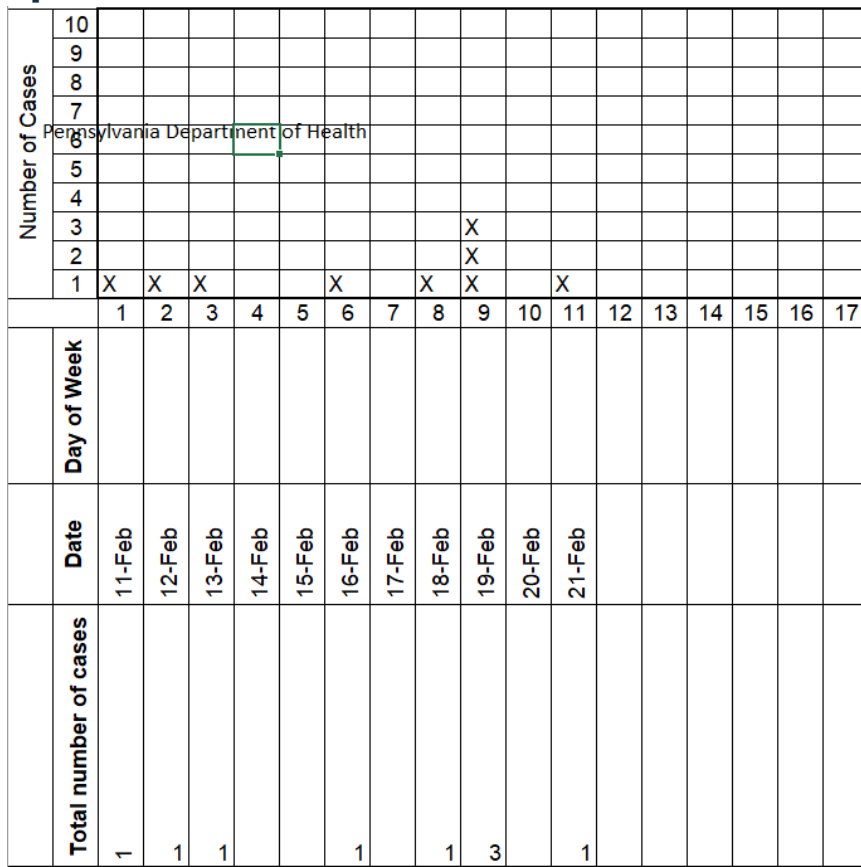 Number of Cases
10
9
8
7
Pennsylvania Department of Health
6
5
4
3 X
2 X
1 X X X X X X X
1 2 3 4 5 6 7 8 9 10 11 12 13 14 15 16 17
Day of Week
Date 11-Feb 12-Feb 13-Feb 14-Feb 15-Feb 16-Feb 17-Feb 18-Feb 19-Feb 20-Feb 21-Feb
Total number of cases 1 1 1 1 1 3 1